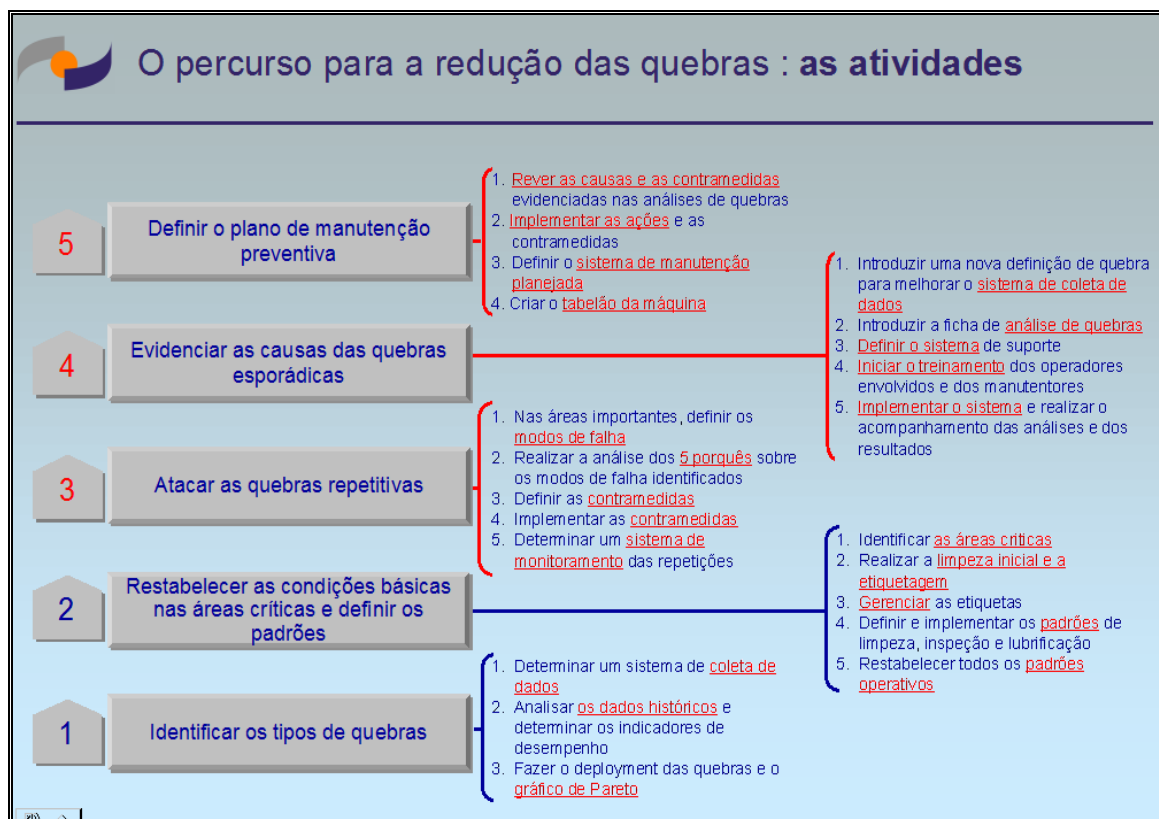 O percurso para a redução das quebras : as atividades
5
Definir o plano de manutenção
preventiva
1. Rever as causas e as contramedidas
evidenciadas nas análises de quebras
2. Implementar as ações e as
contramedidas
3. Definir o sistema de manutenção
planejada
4. Criar o tabelão da máquina
4
Evidenciar as causas das quebras
esporádicas
1. Introduzir uma nova definição de quebra
para melhorar o sistema de coleta de
dados
2. Introduzir a ficha de análise de quebras
3. Definir o sistema de suporte
4. Iniciar o treinamento dos operadores
envolvidos e dos manutentores
5. Implementar o sistema e realizar o
acompanhamento das análises e dos
resultados
3
Atacar as quebras repetitivas
1. Nas áreas importantes, definir os
modos de falha
2. Realizar a análise dos 5 porquês sobre
os modos de falha identificados
3. Definir as contramedidas
4. Implementar as contramedidas
5. Determinar um sistema de
monitoramento das repetições
2
Restabelecer as condições básicas
nas áreas críticas e definir os
padrões
1. Identificar as áreas criticas
2. Realizar a limpeza inicial e a
etiquetagem
3. Gerenciar as etiquetas
4. Definir e implementar os padrões de
limpeza, inspeção e lubrificação
5. Restabelecer todos os padrões
operativos
1
Identificar os tipos de quebras
1. Determinar um sistema de coleta de
dados
2. Analisar os dados históricos e
determinar os indicadores de
desempenho
3. Fazer o deployment das quebras e o
gráfico de Pareto